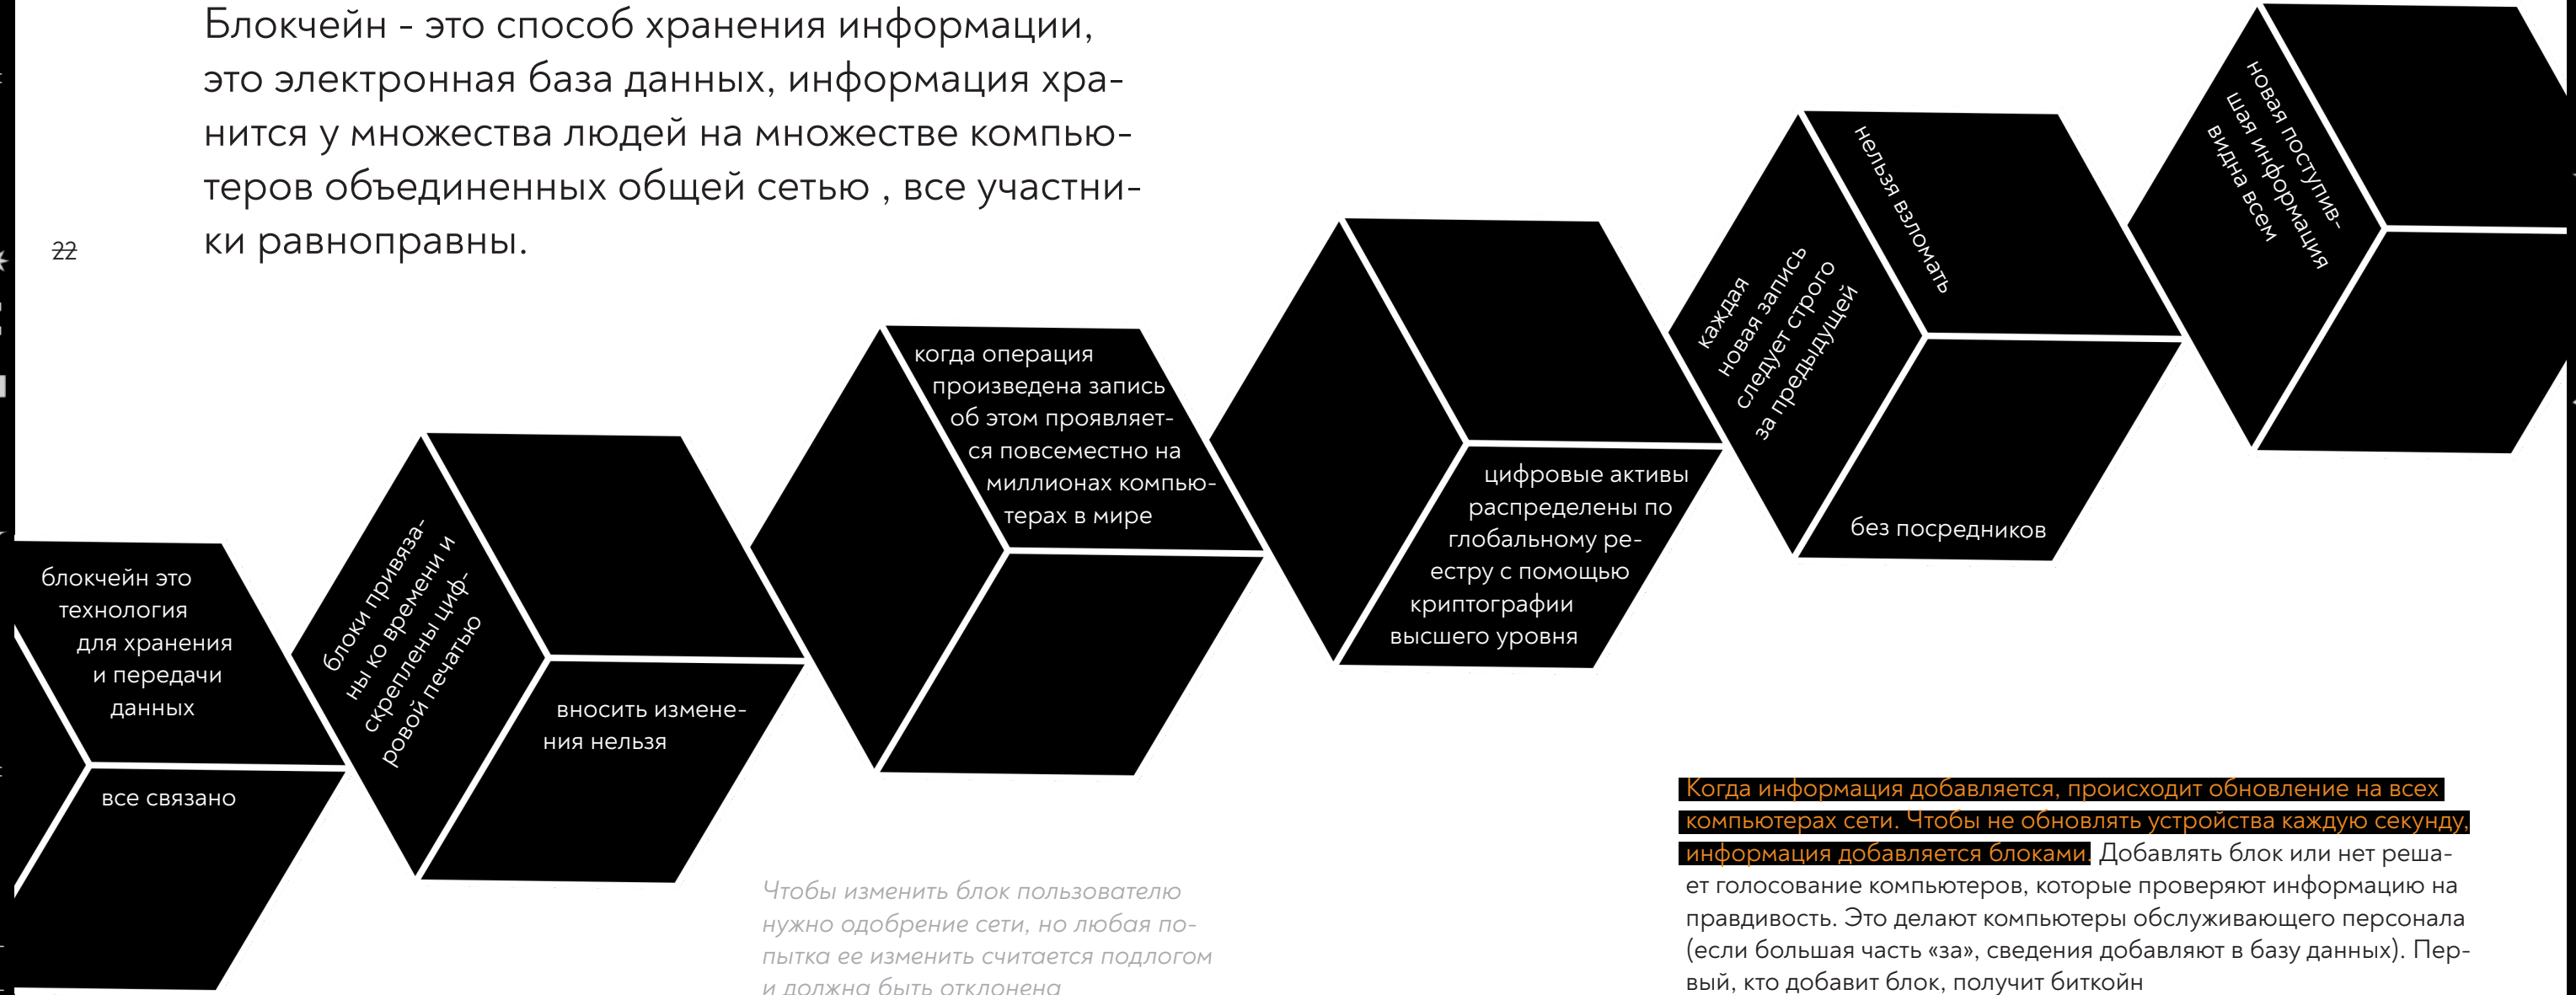 Блокчейн - это способ хранения информации,
это электронная база данных, информация хра-
нится у множества людей на множестве компью-
теров объединенных общей сетью , все участни-
ки равноправны.
22
блокчейн это
технология
для хранения
и передачи
данных
все связано
блоки привяза-
ны ко времени и
скреплены циф-
ровой печатью
вносить измене-
ния нельзя
когда операция
произведена запись
об этом проявляет-
ся повсеместно на
миллионах компью-
терах в мире
цифровые активы
распределены по
глобальному ре-
естру с помощью
криптографии
высшего уровня
каждая
новая запись
следует строго
за предыдущей
нельзя взломать
без посредников
новая поступив-
шая информация
видна всем
Чтобы изменить блок пользователю
нужно одобрение сети, но любая по-
пытка ее изменить считается подлогом
и должна быть отклонена
Когда информация добавляется, происходит обновление на всех
компьютерах сети. Чтобы не обновлять устройства каждую секунду,
информация добавляется блоками. Добавлять блок или нет реша-
ет голосование компьютеров, которые проверяют информацию на
правдивость. Это делают компьютеры обслуживающего персонала
(если большая часть «за», сведения добавляют в базу данных). Пер-
вый, кто добавит блок, получит биткойн